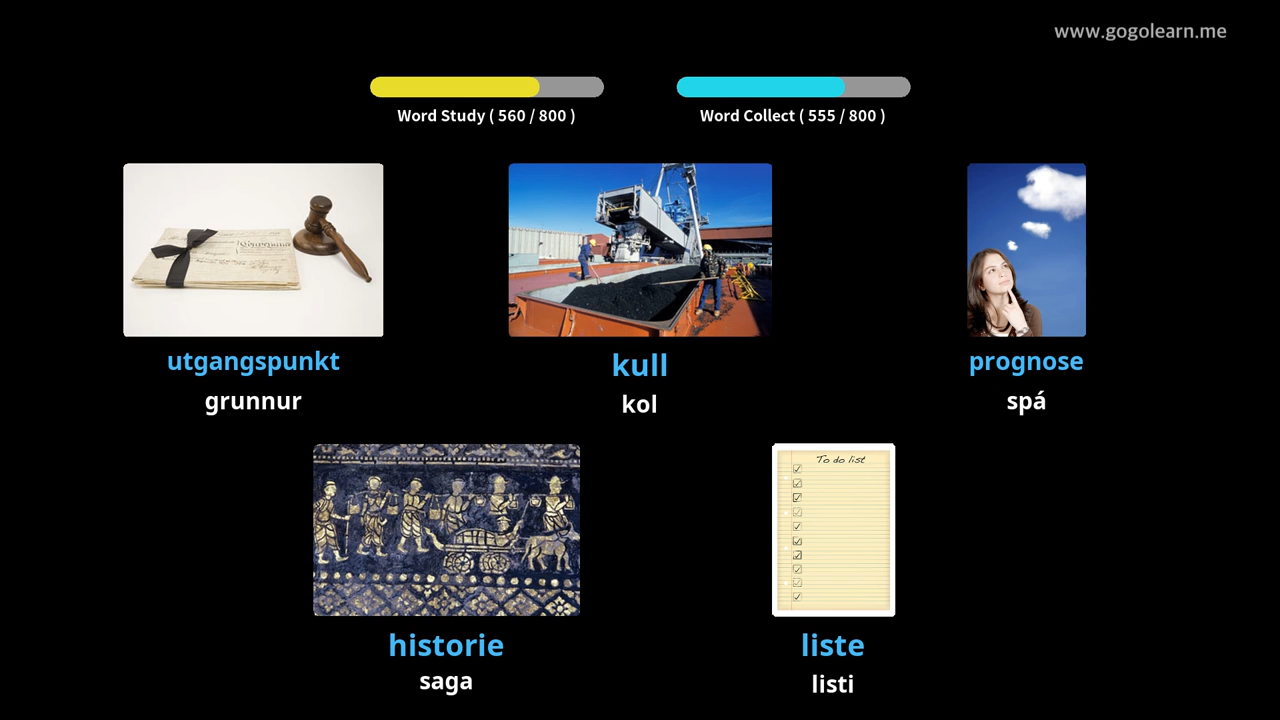 www.gogolearn.me
Word Study ( 560 / 800 )
Word Collect ( 555 / 800 )
utgangspunkt
grunnur
kull
kol
prognose
spá
To do list
historie
saga
liste
listi